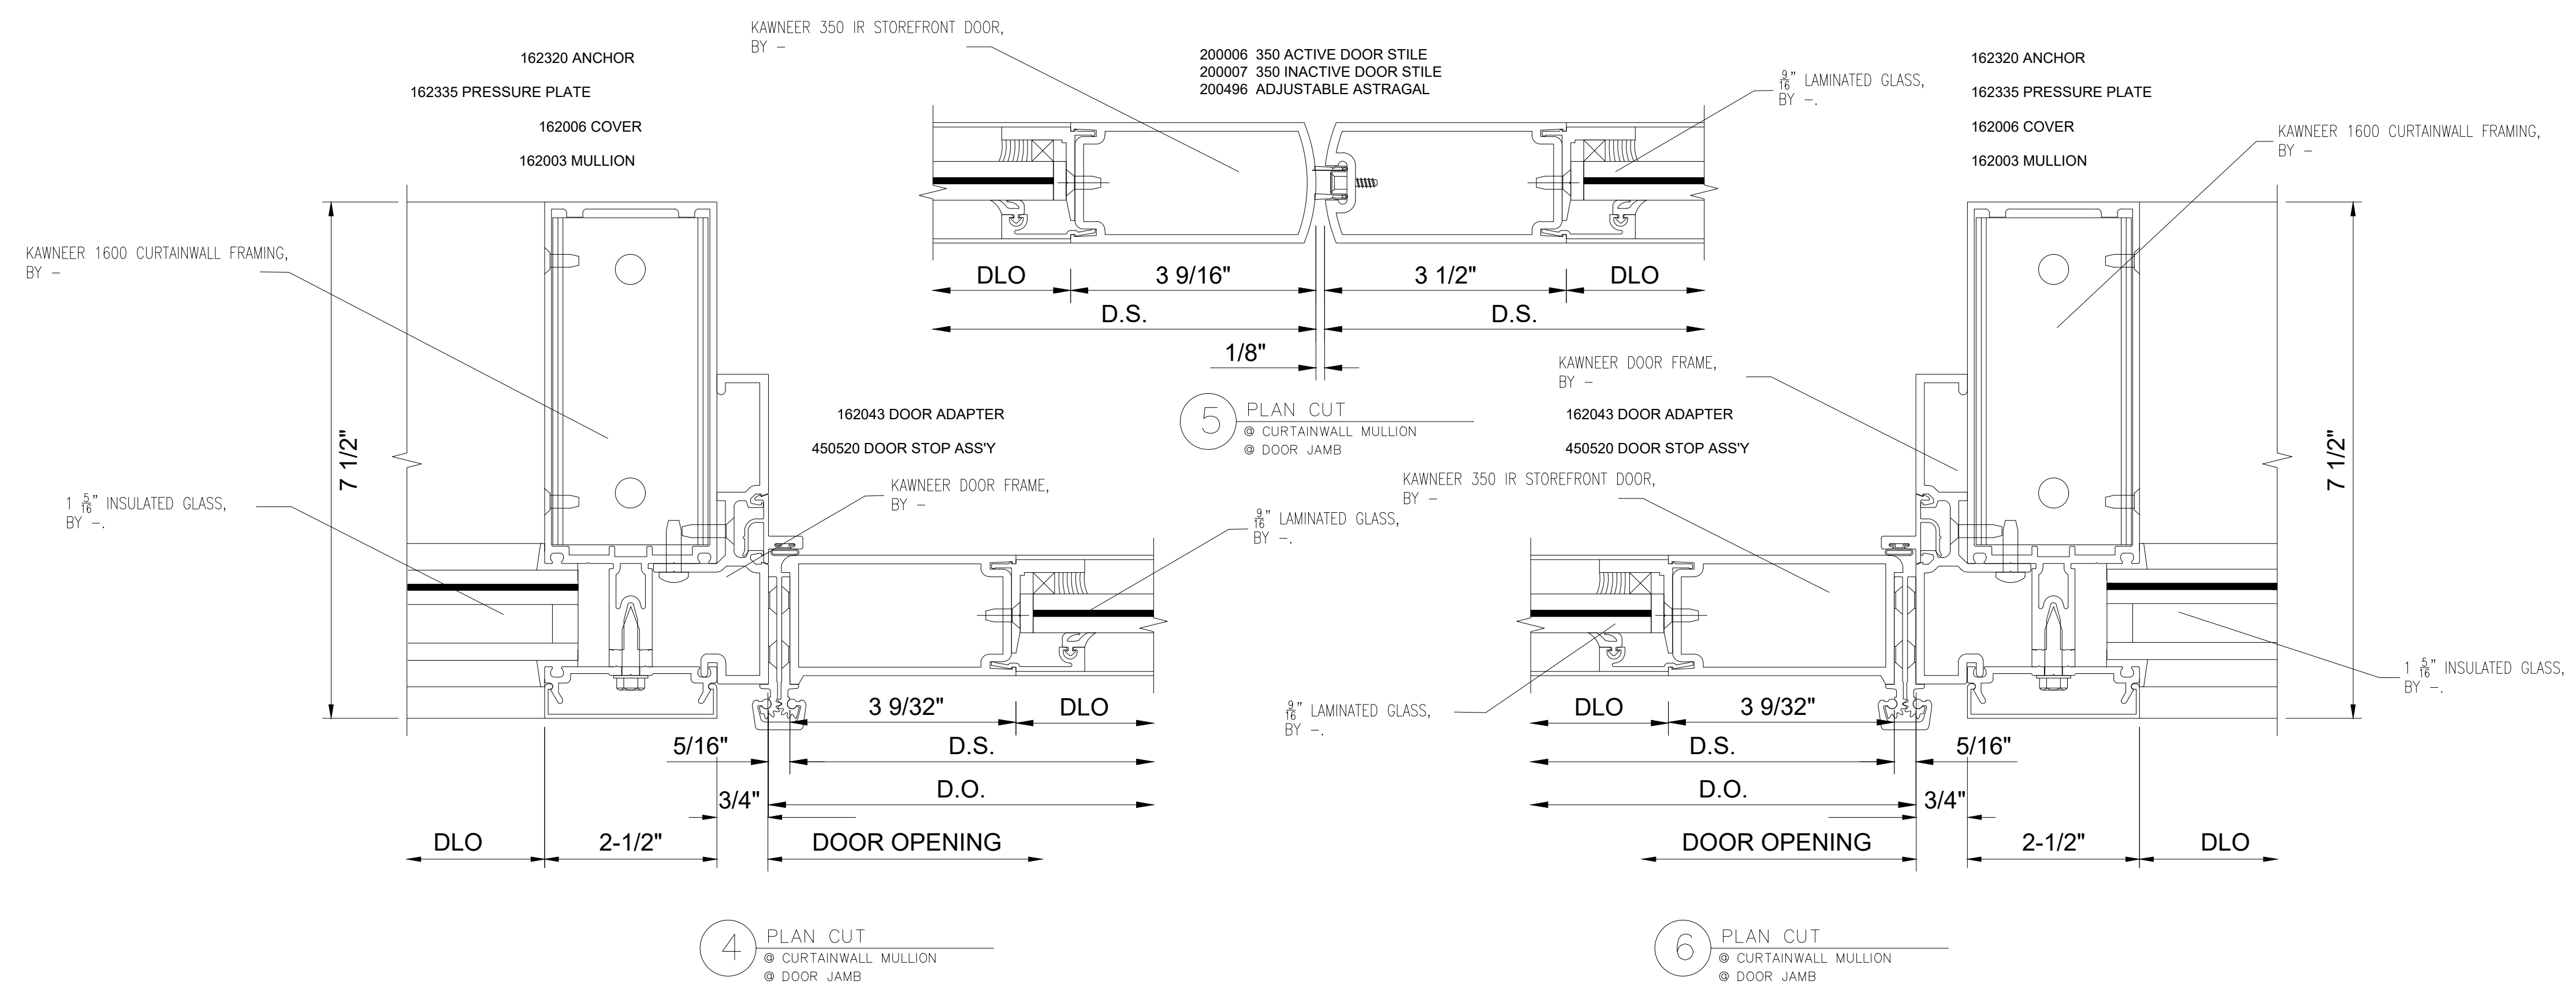 KAWNEER 350 IR STOREFRONT DOOR,
BY –
162320 ANCHOR
162335 PRESSURE PLATE
162006 COVER
162003 MULLION
200006 350 ACTIVE DOOR STILE
200007 350 INACTIVE DOOR STILE
200496 ADJUSTABLE ASTRAGAL
9/16" LAMINATED GLASS,
BY –.
162320 ANCHOR
162335 PRESSURE PLATE
162006 COVER
162003 MULLION
KAWNEER 1600 CURTAINWALL FRAMING,
BY –
KAWNEER 1600 CURTAINWALL FRAMING,
BY –
DLO
3 9/16"
3 1/2"
DLO
D.S.
D.S.
1/8"
5
PLAN CUT
@ CURTAINWALL MULLION
@ DOOR JAMB
7 1/2"
1 5/16" INSULATED GLASS,
BY –.
162043 DOOR ADAPTER
450520 DOOR STOP ASS'Y
KAWNEER DOOR FRAME,
BY –
9/16" LAMINATED GLASS,
BY –.
3 9/32"
DLO
5/16"
D.S.
3/4"
D.O.
DLO
2-1/2"
DOOR OPENING
4
PLAN CUT
@ CURTAINWALL MULLION
@ DOOR JAMB
KAWNEER DOOR FRAME,
BY –
162043 DOOR ADAPTER
450520 DOOR STOP ASS'Y
KAWNEER 350 IR STOREFRONT DOOR,
BY –
7 1/2"
1 5/16" INSULATED GLASS,
BY –.
9/16" LAMINATED GLASS,
BY –.
DLO
3 9/32"
D.S.
5/16"
D.O.
3/4"
DOOR OPENING
2-1/2"
DLO
6
PLAN CUT
@ CURTAINWALL MULLION
@ DOOR JAMB